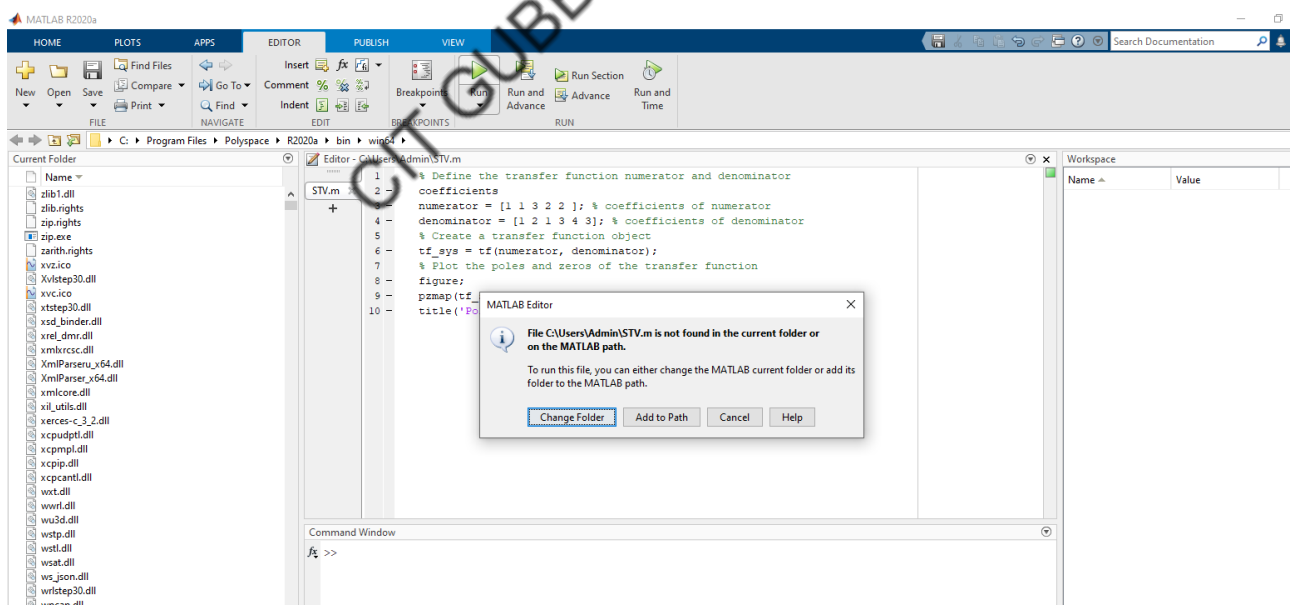 CIT GUBB
MATLAB R2020a
HOME PLOTS APPS EDITOR PUBLISH VIEW
Search Documentation
New Open Save
Find Files
Compare
Print
FILE
Go To
Find
NAVIGATE
Insert fx
Comment %
Indent
EDIT
Breakpoints
BREAKPOINTS
Run
Run and Advance
Run Section
Advance
Run and Time
RUN
C: Program Files Polyspace R2020a bin win64
Current Folder
Name
zlib1.dll
zlib.rights
zip.rights
zip.exe
zarith.rights
xvz.ico
Xvlstep30.dll
xvc.ico
xtstep30.dll
xsd_binder.dll
xrel_dmr.dll
xmlxrcsc.dll
XmlParseru_x64.dll
XmlParser_x64.dll
xmlcore.dll
xil_utils.dll
xerces-c_3_2.dll
xcpudptl.dll
xcpmpl.dll
xcpip.dll
xcpcantl.dll
wxt.dll
wwrl.dll
wu3d.dll
wstp.dll
wstl.dll
wsat.dll
ws_json.dll
wrlstep30.dll
Editor - C:\Users\Admin\STV.m
STV.m
+
1 % Define the transfer function numerator and denominator
2 - coefficients
3 - numerator = [1 1 3 2 2 ]; % coefficients of numerator
4 - denominator = [1 2 1 3 4 3]; % coefficients of denominator
5 % Create a transfer function object
6 - tf_sys = tf(numerator, denominator);
7 % Plot the poles and zeros of the transfer function
8 - figure;
9 - pzmap(tf_
10 - title('Po
MATLAB Editor
File C:\Users\Admin\STV.m is not found in the current folder or
on the MATLAB path.
To run this file, you can either change the MATLAB current folder or add its
folder to the MATLAB path.
Change Folder Add to Path Cancel Help
Command Window
fx >>
Workspace
Name Value